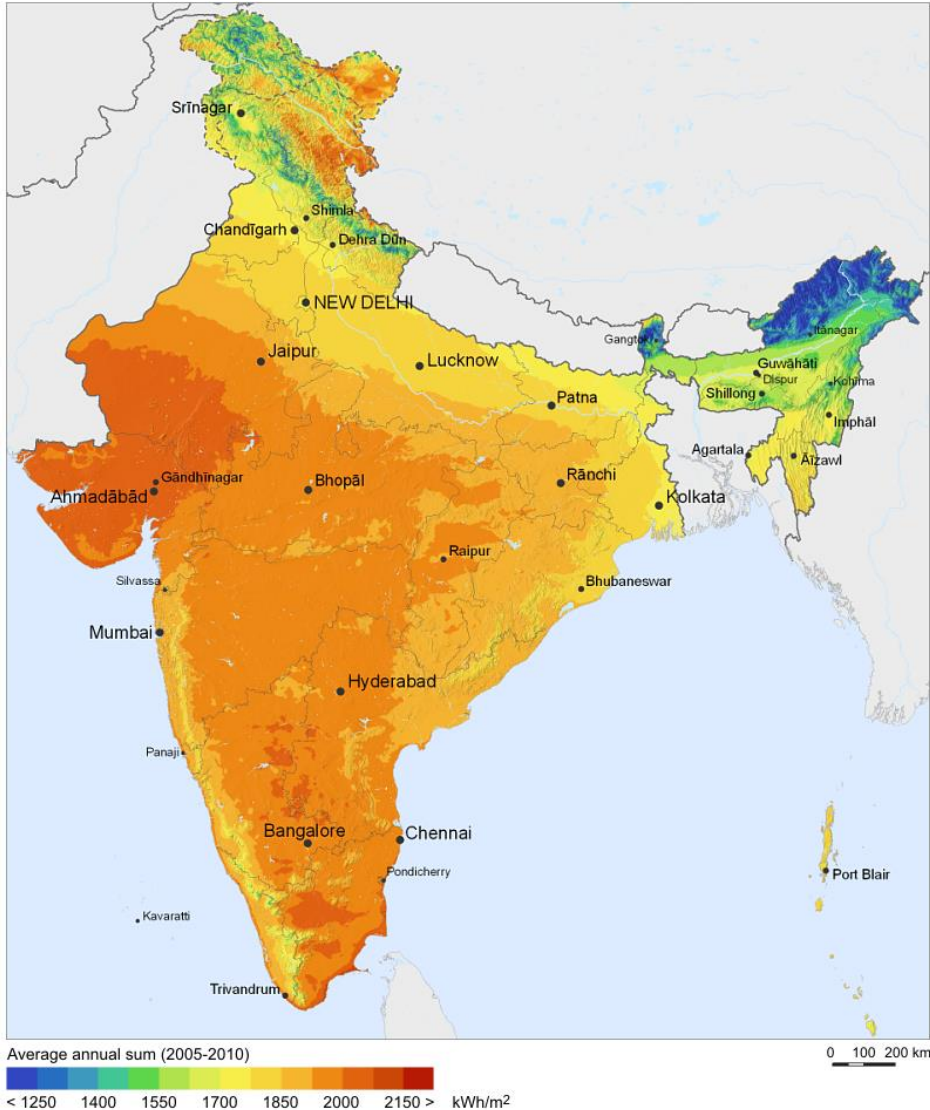 Srīnagar
Shimla
Chandīgarh
Dehra Dūn
NEW DELHI
Gangtok
Itānagar
Jaipur
Lucknow
Guwāhāti
Dispur
Kohīma
Patna
Shillong
Imphāl
Agartala
Āīzawl
Gāndhīnagar
Ahmadābād
Bhopāl
Rānchi
Kolkata
Raipur
Silvassa
Bhubaneswar
Mumbai
Hyderabad
Panaji
Bangalore
Chennai
Pondicherry
Port Blair
Kavaratti
Trivandrum
Average annual sum (2005-2010)
0 100 200 km
< 1250 1400 1550 1700 1850 2000 2150 > kWh/m²